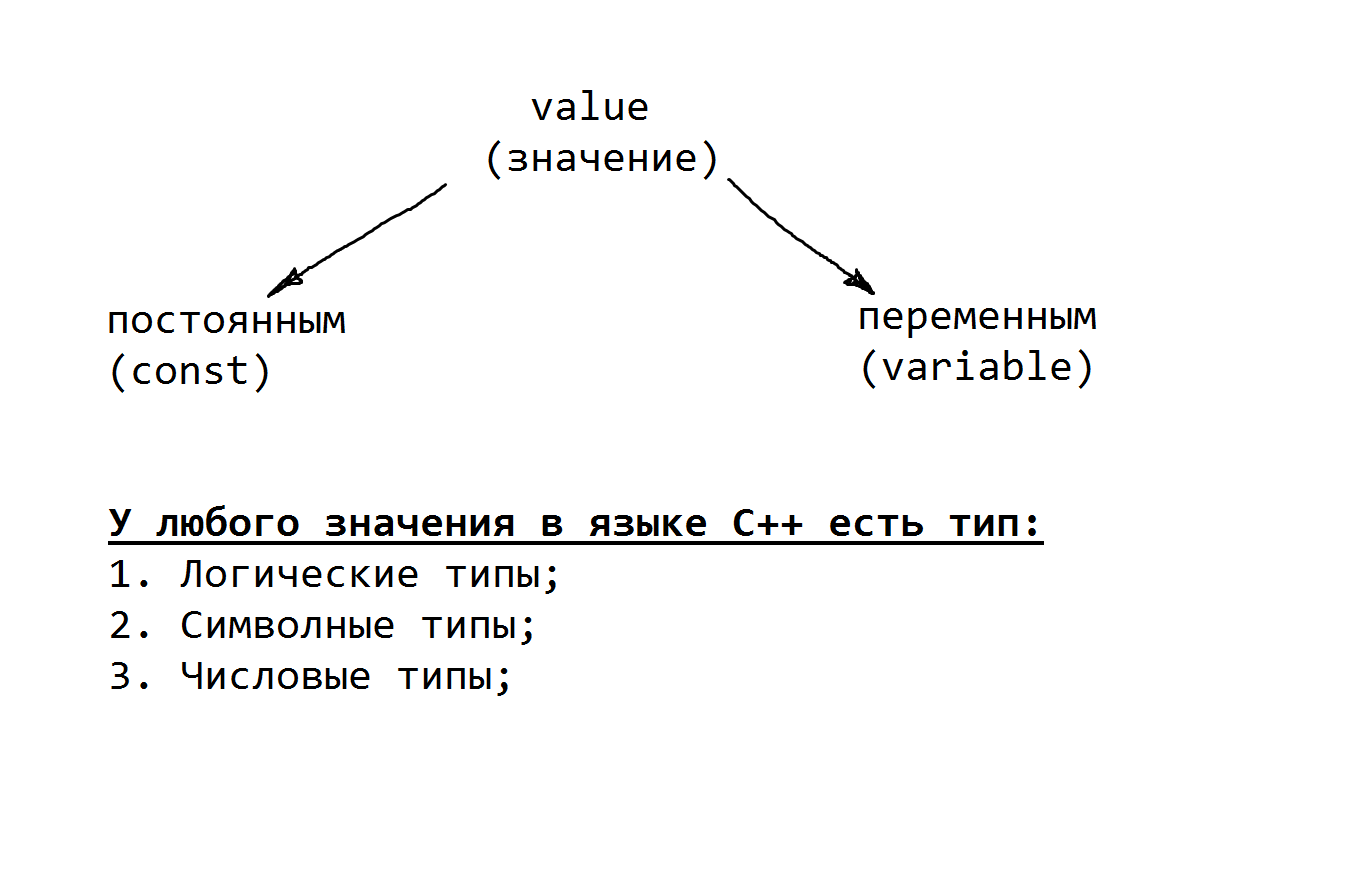 value
(значение)
постоянным
(const)
переменным
(variable)
У любого значения в языке C++ есть тип:
1. Логические типы;
2. Символные типы;
3. Числовые типы;